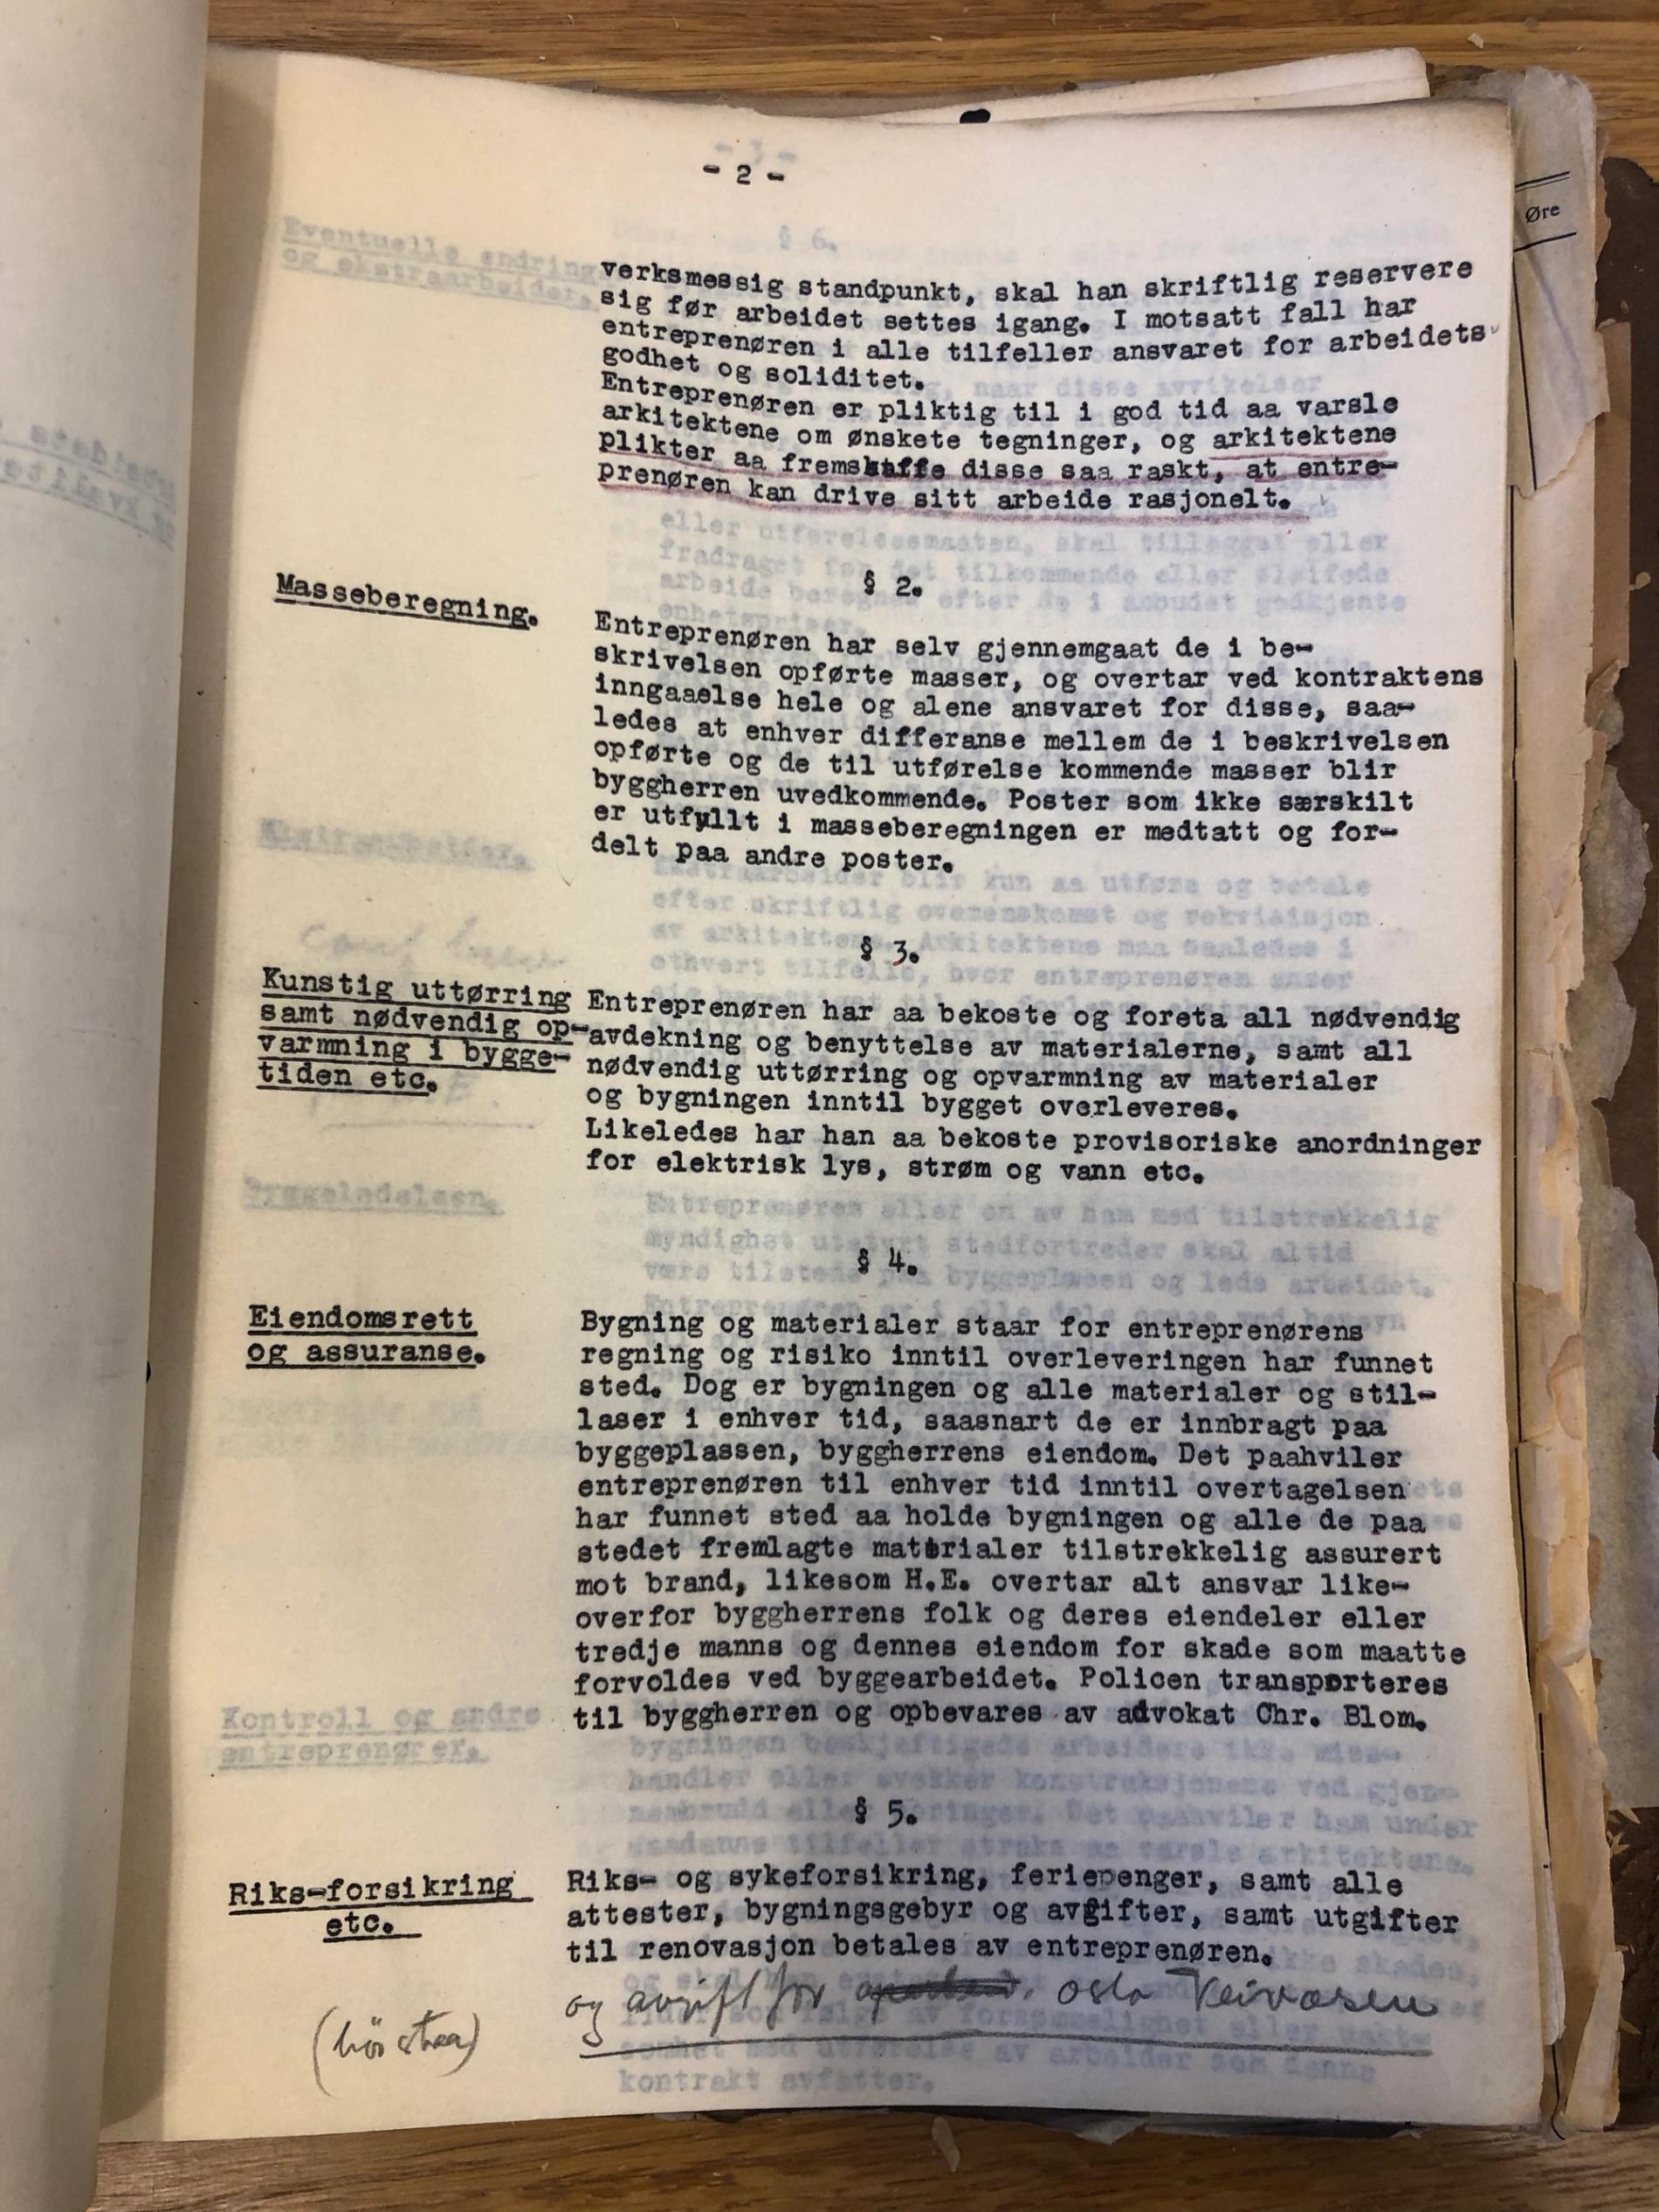 - 2 -
Øre
verksmessig standpunkt, skal han skriftlig reservere
sig før arbeidet settes igang. I motsatt fall har
entreprenøren i alle tilfeller ansvaret for arbeidets
godhet og soliditet.
Entreprenøren er pliktig til i god tid aa varsle
arkitektene om ønskete tegninger, og arkitektene
plikter aa fremskaffe disse saa raskt, at entre-
prenøren kan drive sitt arbeide rasjonelt.
§ 2.
Masseberegning.
Entreprenøren har selv gjennemgaat de i be-
skrivelsen opførte masser, og overtar ved kontraktens
inngaaelse hele og alene ansvaret for disse, saa-
ledes at enhver differanse mellem de i beskrivelsen
opførte og de til utførelse kommende masser blir
byggherren uvedkommende. Poster som ikke særskilt
er utfyllt i masseberegningen er medtatt og for-
delt paa andre poster.
§ 3.
Kunstig uttørring
samt nødvendig op-
varmning i bygge-
tiden etc.
Entreprenøren har aa bekoste og foreta all nødvendig
avdekning og benyttelse av materialerne, samt all
nødvendig uttørring og opvarmning av materialer
og bygningen inntil bygget overleveres.
Likeledes har han aa bekoste provisoriske anordninger
for elektrisk lys, strøm og vann etc.
§ 4.
Eiendomsrett
og assuranse.
Bygning og materialer staar for entreprenørens
regning og risiko inntil overleveringen har funnet
sted. Dog er bygningen og alle materialer og stil-
laser i enhver tid, saasnart de er innbragt paa
byggeplassen, byggherrens eiendom. Det paahviler
entreprenøren til enhver tid inntil overtagelsen
har funnet sted aa holde bygningen og alle de paa
stedet fremlagte materialer tilstrekkelig assurert
mot brand, likesom H.E. overtar alt ansvar like-
overfor byggherrens folk og deres eiendeler eller
tredje manns og dennes eiendom for skade som maatte
forvoldes ved byggearbeidet. Policen transporteres
til byggherren og opbevares av advokat Chr. Blom.
§ 5.
Riks-forsikring
etc.
Riks- og sykeforsikring, feriepenger, samt alle
attester, bygningsgebyr og avgifter, samt utgifter
til renovasjon betales av entreprenøren.
og avgift for Oslo Veivæsen